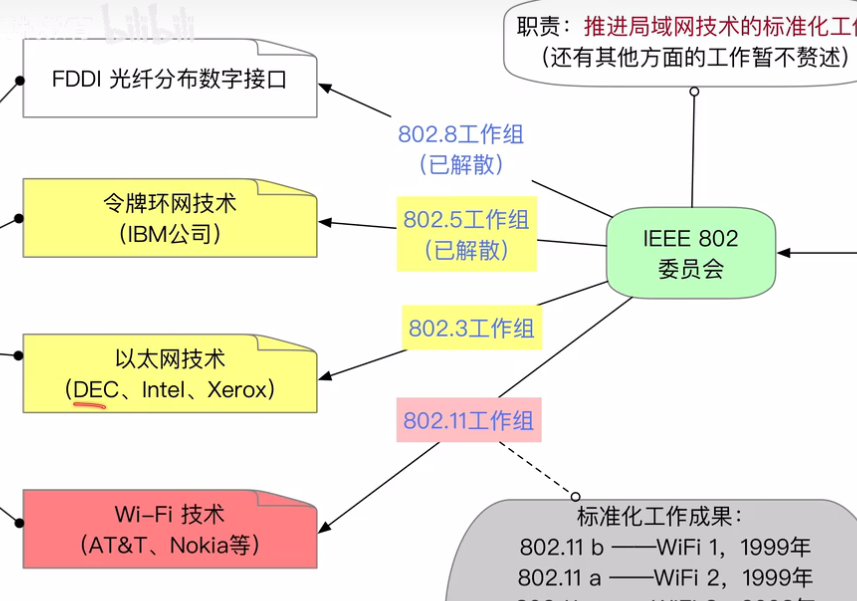 bilibili
职责：推进局域网技术的标准化工
（还有其他方面的工作暂不赘述）
FDDI 光纤分布数字接口
802.8工作组
（已解散）
令牌环网技术
（IBM公司）
802.5工作组
（已解散）
IEEE 802
委员会
802.3工作组
以太网技术
（DEC、Intel、Xerox）
802.11工作组
Wi-Fi 技术
（AT&T、Nokia等）
标准化工作成果：
802.11 b ——WiFi 1，1999年
802.11 a ——WiFi 2，1999年